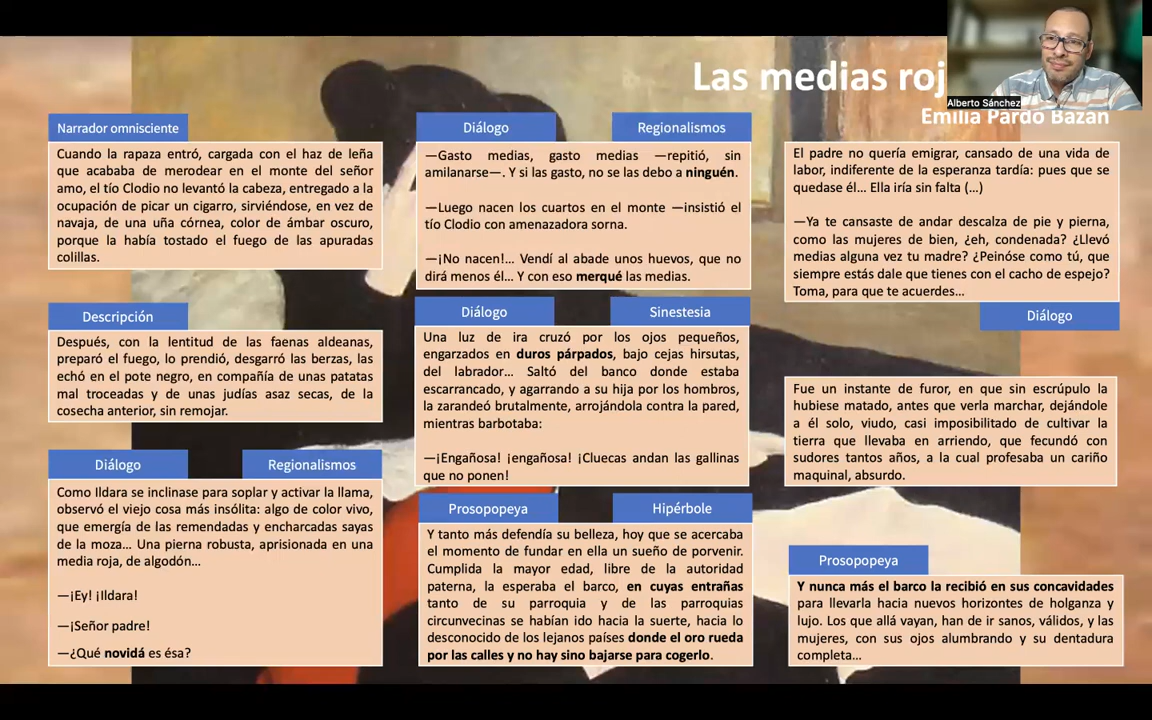 Las medias roj
Alberto Sánchez
Emilia Pardo Bazán
Narrador omnisciente
Cuando la rapaza entró, cargada con el haz de leña
que acababa de merodear en el monte del señor
amo, el tío Clodio no levantó la cabeza, entregado a la
ocupación de picar un cigarro, sirviéndose, en vez de
navaja, de una uña córnea, color de ámbar oscuro,
porque la había tostado el fuego de las apuradas
colillas.
Descripción
Después, con la lentitud de las faenas aldeanas,
preparó el fuego, lo prendió, desgarró las berzas, las
echó en el pote negro, en compañía de unas patatas
mal troceadas y de unas judías asaz secas, de la
cosecha anterior, sin remojar.
Diálogo
Regionalismos
Como Ildara se inclinase para soplar y activar la llama,
observó el viejo cosa más insólita: algo de color vivo,
que emergía de las remendadas y encharcadas sayas
de la moza... Una pierna robusta, aprisionada en una
media roja, de algodón...
—¡Ey! ¡Ildara!
—¡Señor padre!
—¿Qué novidá es ésa?
Diálogo
Regionalismos
—Gasto medias, gasto medias —repitió, sin
amilanarse—. Y si las gasto, no se las debo a ninguén.
—Luego nacen los cuartos en el monte —insistió el
tío Clodio con amenazadora sorna.
—¡No nacen!... Vendí al abade unos huevos, que no
dirá menos él... Y con eso merqué las medias.
Diálogo
Sinestesia
Una luz de ira cruzó por los ojos pequeños,
engarzados en duros párpados, bajo cejas hirsutas,
del labrador... Saltó del banco donde estaba
escarrancado, y agarrando a su hija por los hombros,
la zarandeó brutalmente, arrojándola contra la pared,
mientras barbotaba:
—¡Engañosa! ¡engañosa! ¡Cluecas andan las gallinas
que no ponen!
Prosopopeya
Hipérbole
Y tanto más defendía su belleza, hoy que se acercaba
el momento de fundar en ella un sueño de porvenir.
Cumplida la mayor edad, libre de la autoridad
paterna, la esperaba el barco, en cuyas entrañas
tanto de su parroquia y de las parroquias
circunvecinas se habían ido hacia la suerte, hacia lo
desconocido de los lejanos países donde el oro rueda
por las calles y no hay sino bajarse para cogerlo.
El padre no quería emigrar, cansado de una vida de
labor, indiferente de la esperanza tardía: pues que se
quedase él... Ella iría sin falta (...)
—Ya te cansaste de andar descalza de pie y pierna,
como las mujeres de bien, ¿eh, condenada? ¿Llevó
medias alguna vez tu madre? ¿Peinóse como tú, que
siempre estás dale que tienes con el cacho de espejo?
Toma, para que te acuerdes...
Diálogo
Fue un instante de furor, en que sin escrúpulo la
hubiese matado, antes que verla marchar, dejándole
a él solo, viudo, casi imposibilitado de cultivar la
tierra que llevaba en arriendo, que fecundó con
sudores tantos años, a la cual profesaba un cariño
maquinal, absurdo.
Prosopopeya
Y nunca más el barco la recibió en sus concavidades
para llevarla hacia nuevos horizontes de holganza y
lujo. Los que allá vayan, han de ir sanos, válidos, y las
mujeres, con sus ojos alumbrando y su dentadura
completa...